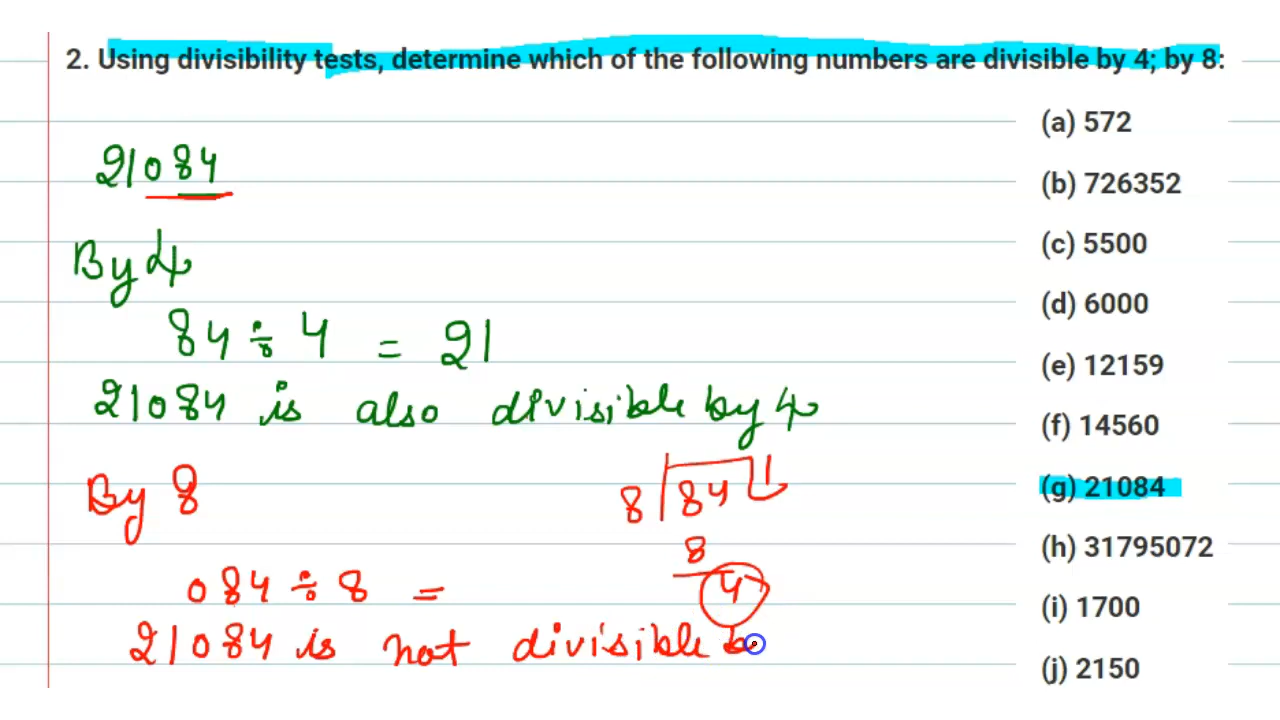 2. Using divisibility tests, determine which of the following numbers are divisible by 4; by 8:
(a) 572
(b) 726352
(c) 5500
(d) 6000
(e) 12159
(f) 14560
(g) 21084
(h) 31795072
(i) 1700
(j) 2150
21084
By 4
84 ÷ 4 = 21
21084 is also divisible by 4
By 8
8 84
8
4
084 ÷ 8 =
21084 is not divisible b